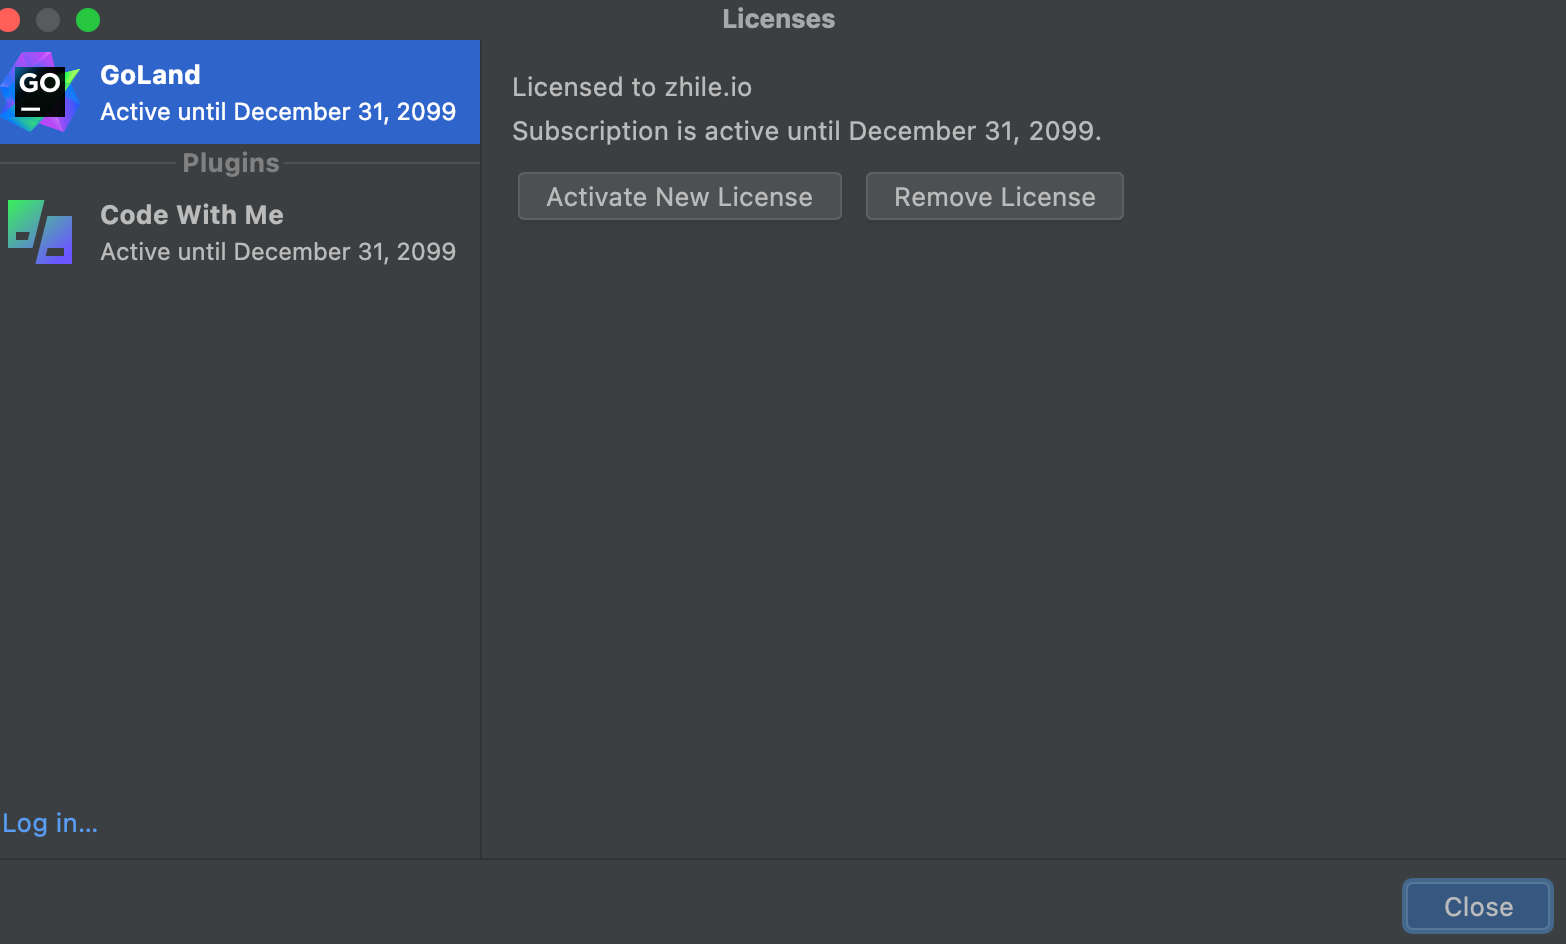 Licenses
GO
GoLand
Active until December 31, 2099
Plugins
Code With Me
Active until December 31, 2099
Log in...
Licensed to zhile.io
Subscription is active until December 31, 2099.
Activate New License
Remove License
Close